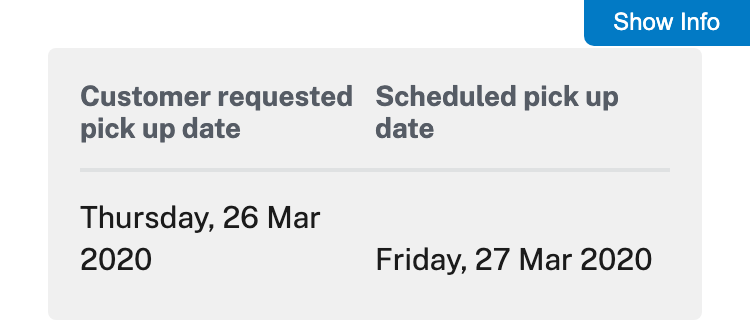 Show Info
Customer requested
pick up date
Scheduled pick up
date
Thursday, 26 Mar
2020
Friday, 27 Mar 2020